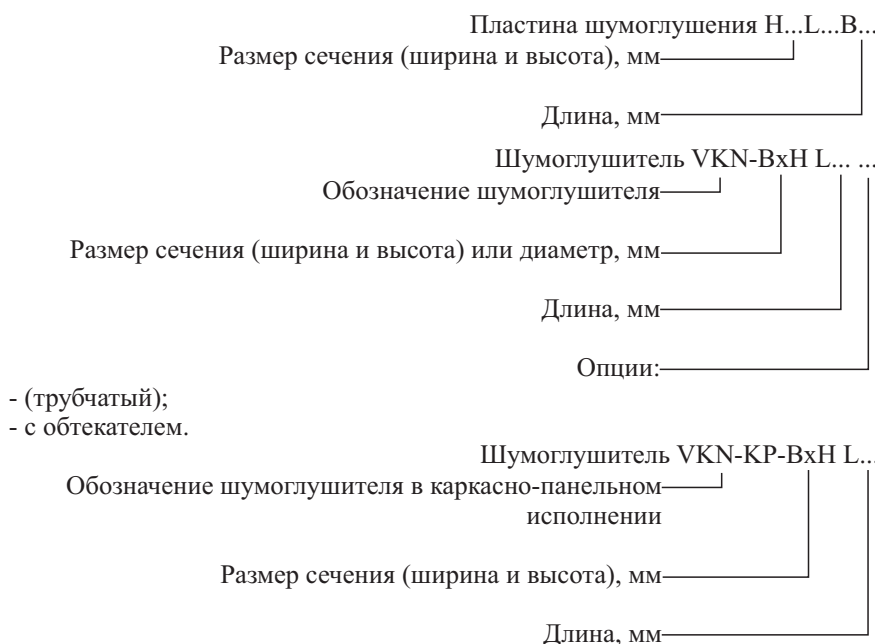 Пластина шумоглушения H...L...B...
Размер сечения (ширина и высота), мм
Длина, мм
Шумоглушитель VKN-BxH L... ...
Обозначение шумоглушителя
Размер сечения (ширина и высота) или диаметр, мм
Длина, мм
Опции:
- (трубчатый);
- с обтекателем.
Шумоглушитель VKN-KP-BxH L...
Обозначение шумоглушителя в каркасно-панельном
исполнении
Размер сечения (ширина и высота), мм
Длина, мм